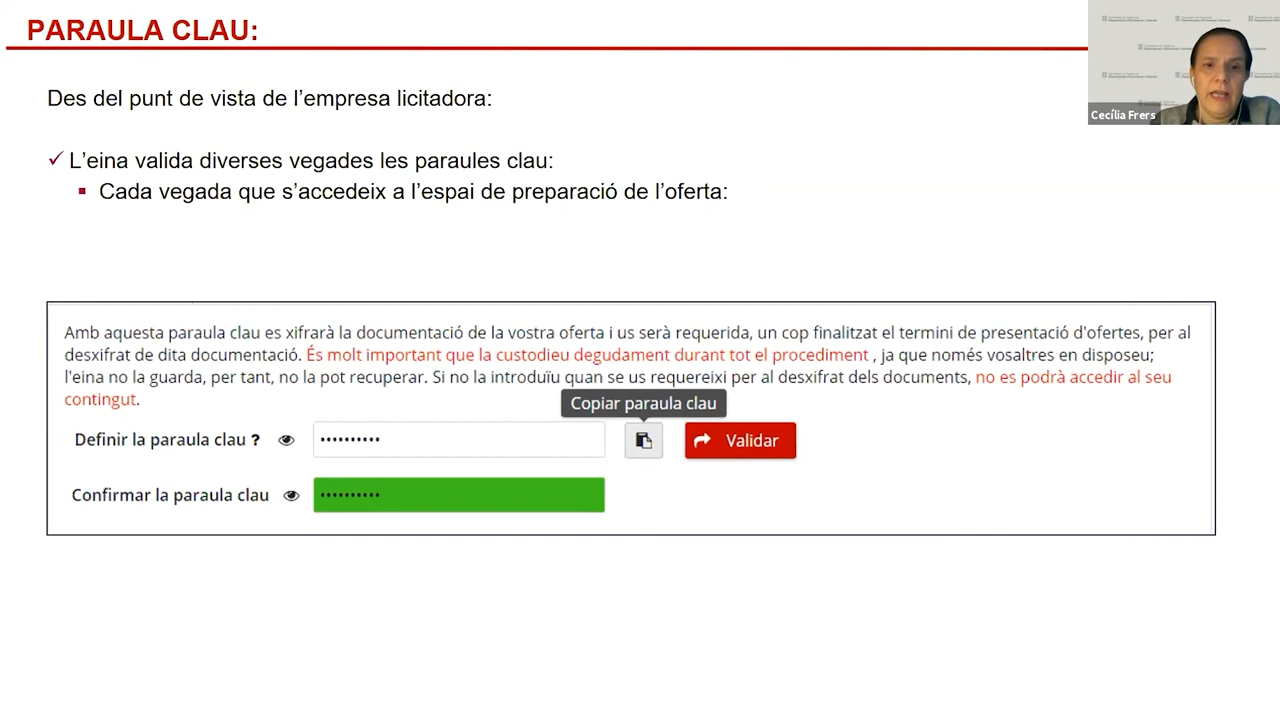 PARAULA CLAU:
Des del punt de vista de l’empresa licitadora:
✓ L’eina valida diverses vegades les paraules clau:
▪ Cada vegada que s’accedeix a l’espai de preparació de l’oferta:
Cecília Frers
Amb aquesta paraula clau es xifrarà la documentació de la vostra oferta i us serà requerida, un cop finalitzat el termini de presentació d'ofertes, per al
desxifrat de dita documentació. És molt important que la custodieu degudament durant tot el procediment , ja que només vosaltres en disposeu;
l'eina no la guarda, per tant, no la pot recuperar. Si no la introduïu quan se us requereixi per al desxifrat dels documents, no es podrà accedir al seu
contingut.
Copiar paraula clau
Definir la paraula clau ? ••••••••••
Validar
Confirmar la paraula clau ••••••••••